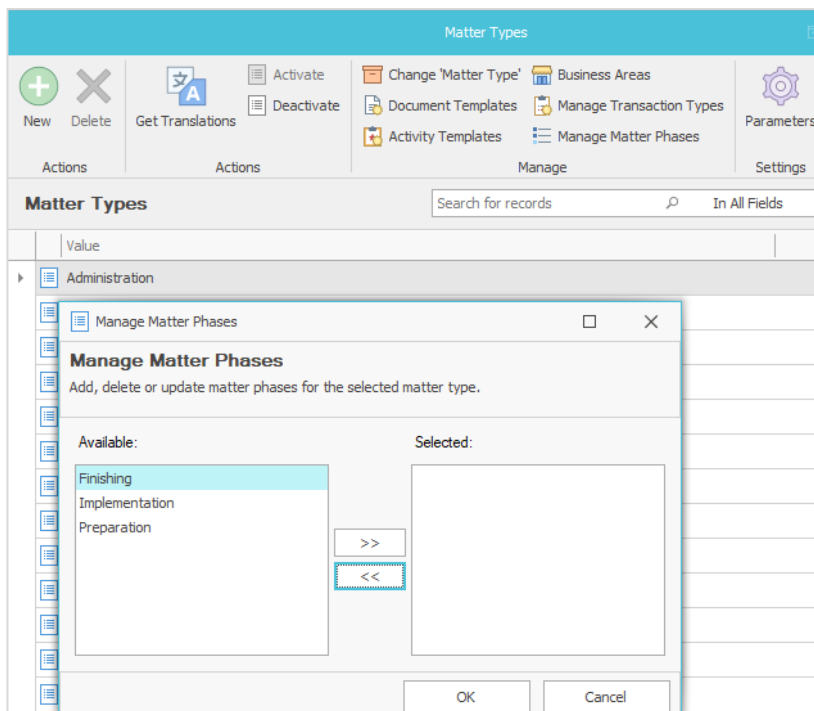 Matter Types
New
Delete
Actions
Get Translations
Activate
Deactivate
Actions
Change 'Matter Type'
Business Areas
Document Templates
Manage Transaction Types
Activity Templates
Manage Matter Phases
Manage
Parameters
Settings
Matter Types
Search for records
In All Fields
Value
Administration
Manage Matter Phases
Manage Matter Phases
Add, delete or update matter phases for the selected matter type.
Available:
Selected:
Finishing
Implementation
Preparation
>>
<<
OK
Cancel